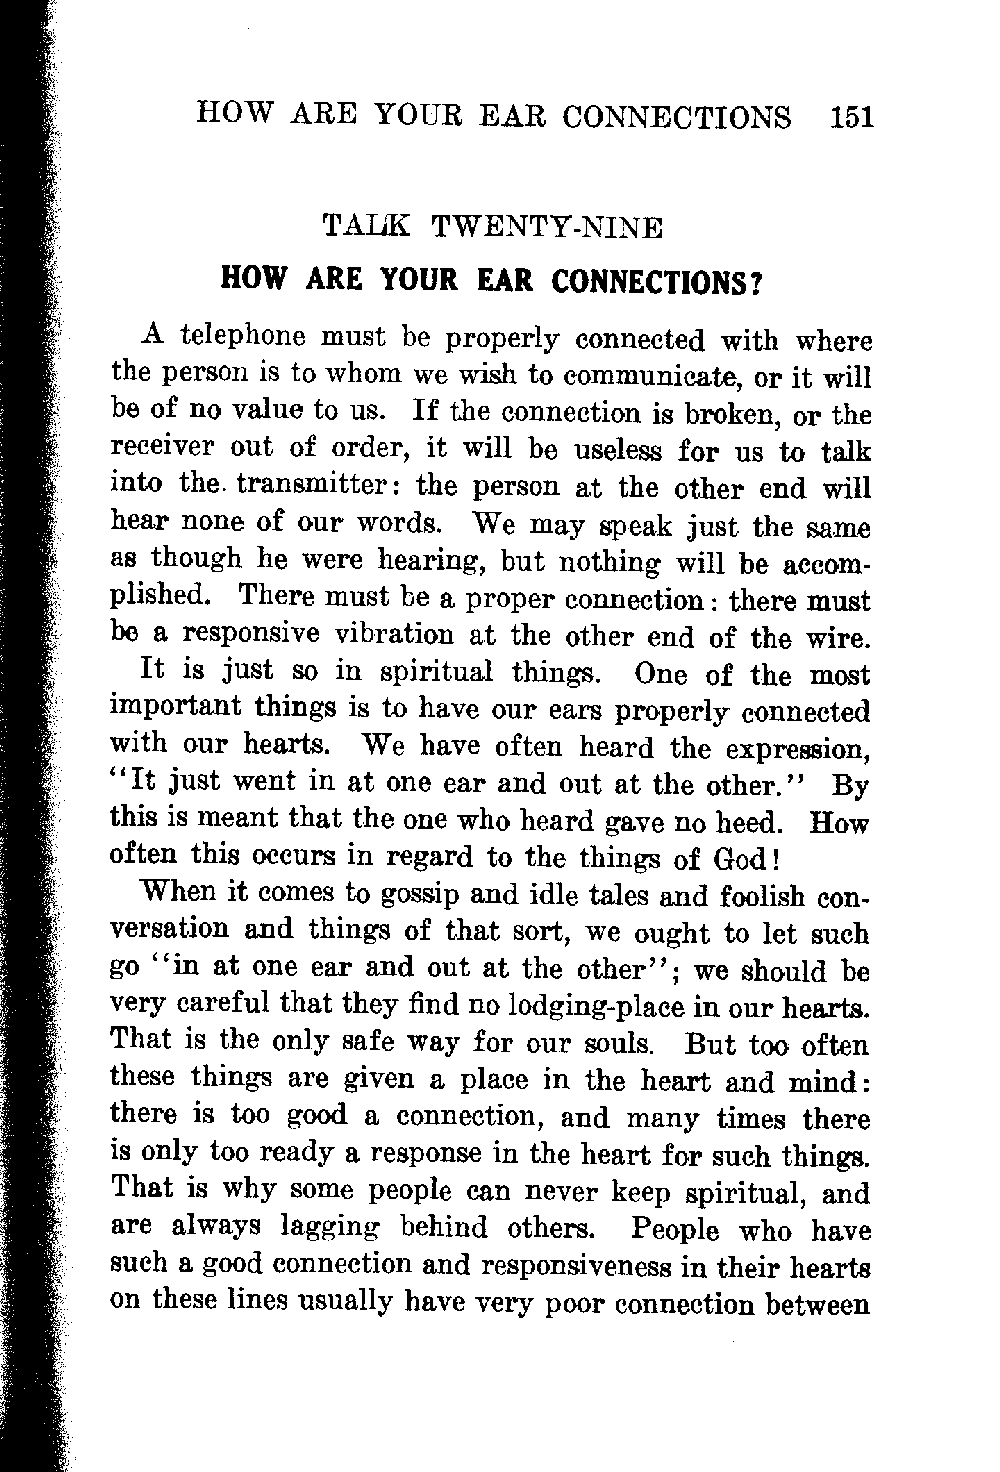 HOW ARE YOUR EAR CONNECTIONS 151
TALK TWENTY-NINE
HOW ARE YOUR EAR CONNECTIONS?
A telephone must be properly connected with where
the person is to whom we wish to communicate, or it will
be of no value to us. If the connection is broken, or the
receiver out of order, it will be useless for us to talk
into the. transmitter: the person at the other end will
hear none of our words. We may speak just the same
as though he were hearing, but nothing will be accom-
plished. There must be a proper connection: there must
be a responsive vibration at the other end of the wire.
It is just so in spiritual things. One of the most
important things is to have our ears properly connected
with our hearts. We have often heard the expression,
"It just went in at one ear and out at the other." By
this is meant that the one who heard gave no heed. How
often this occurs in regard to the things of God!
When it comes to gossip and idle tales and foolish con-
versation and things of that sort, we ought to let such
go "in at one ear and out at the other"; we should be
very careful that they find no lodging-place in our hearts.
That is the only safe way for our souls. But too often
these things are given a place in the heart and mind:
there is too good a connection, and many times there
is only too ready a response in the heart for such things.
That is why some people can never keep spiritual, and
are always lagging behind others. People who have
such a good connection and responsiveness in their hearts
on these lines usually have very poor connection between